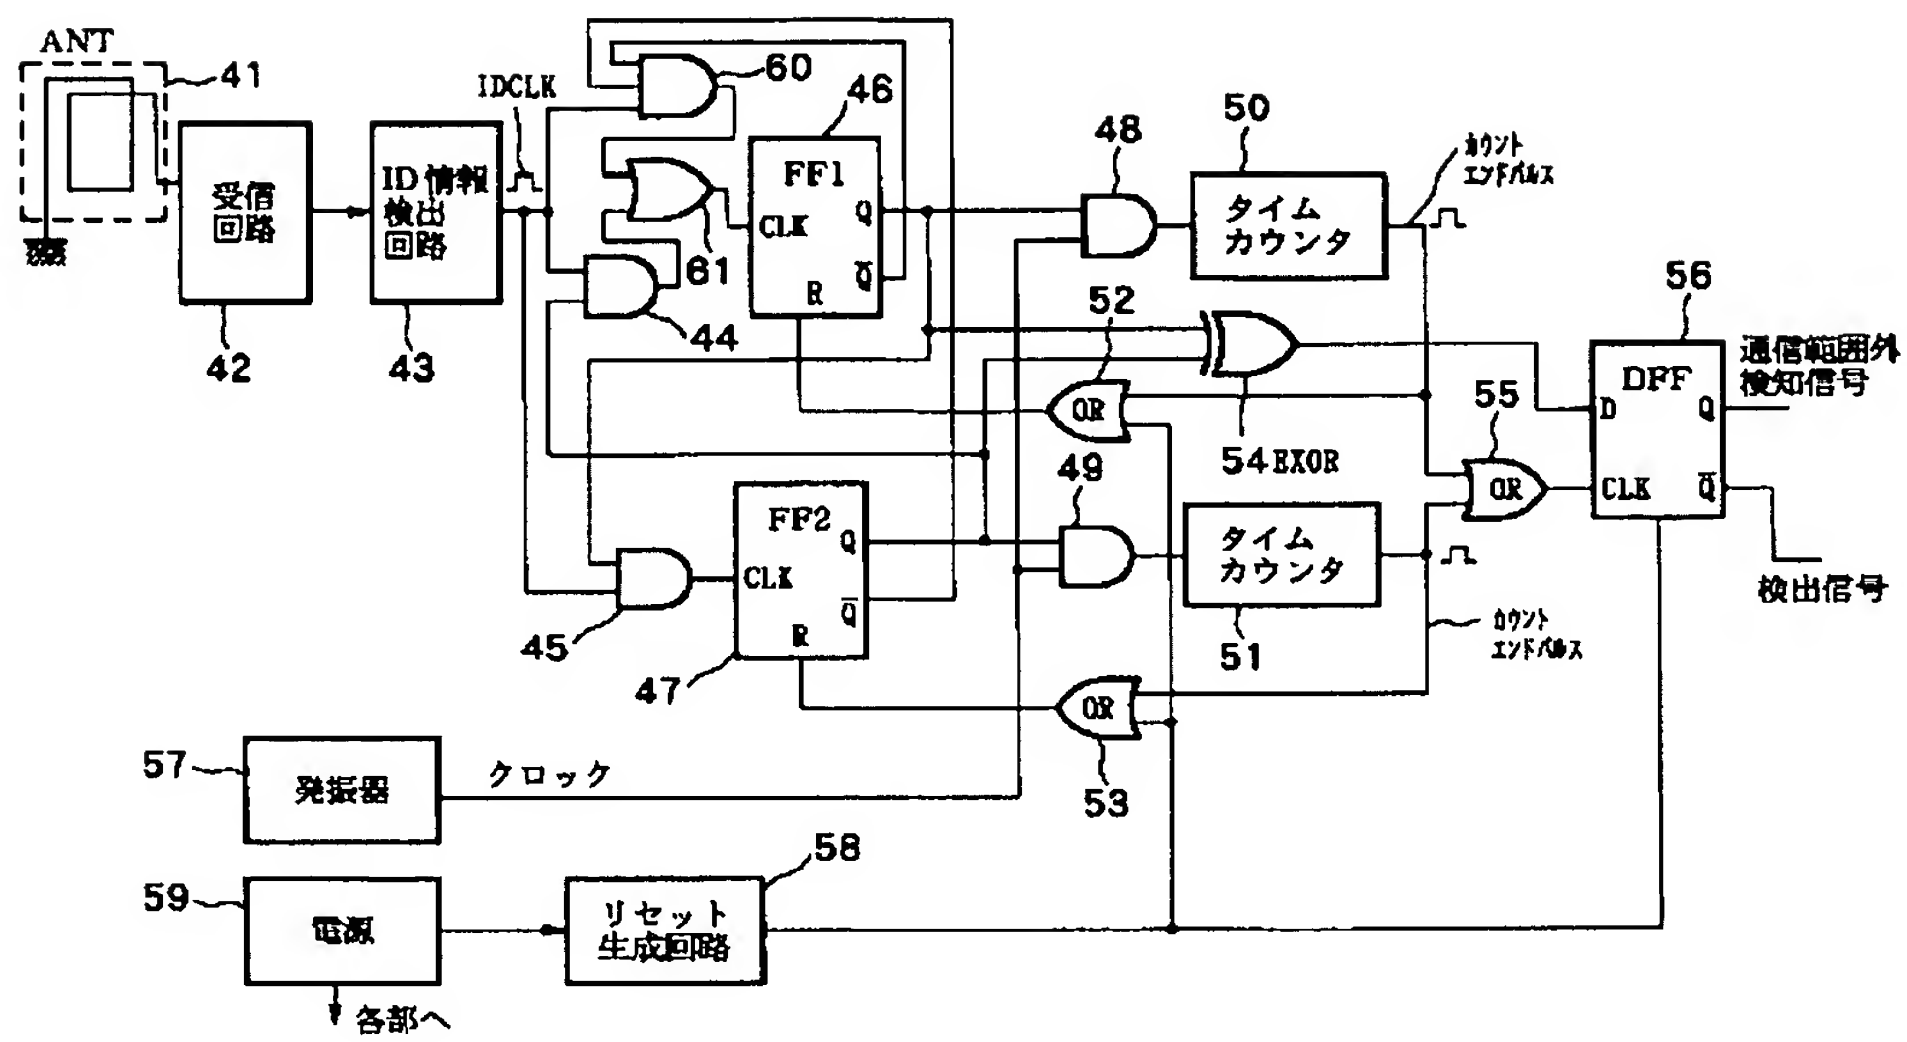 ANT
41
受信
回路
42
ID情報
検出
回路
43
IDCLK
60
61
44
FF1
CLK
Q
Q̅
R
46
48
タイム
カウンタ
50
カウント
エンドパルス
52
OR
54 EXOR
55
OR
56
DFF
D
CLK
Q
Q̅
通信範囲外
検知信号
検出信号
45
FF2
CLK
Q
Q̅
R
47
49
タイム
カウンタ
51
カウント
エンドパルス
OR
53
57
発振器
クロック
59
電源
各部へ
58
リセット
生成回路